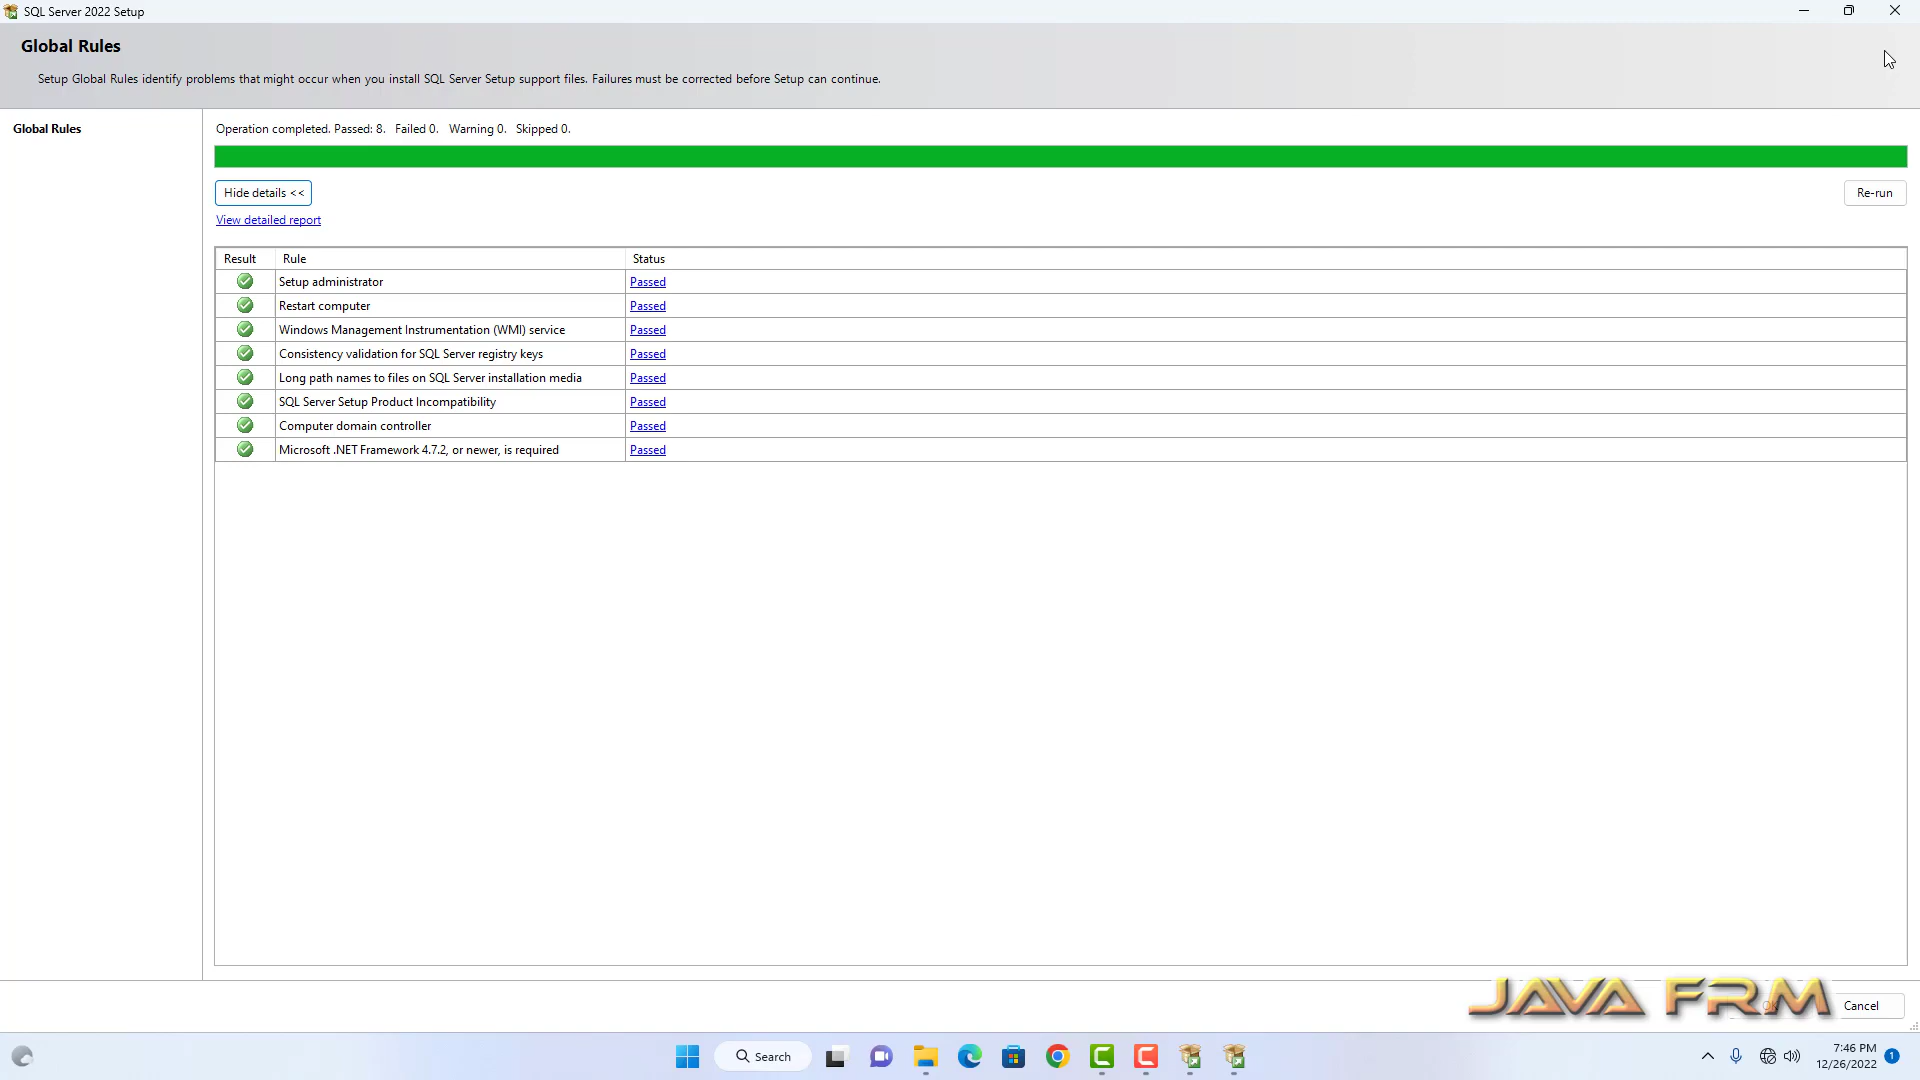 SQL Server 2022 Setup
Global Rules
Setup Global Rules identify problems that might occur when you install SQL Server Setup support files. Failures must be corrected before Setup can continue.
Global Rules
Operation completed. Passed: 8. Failed 0. Warning 0. Skipped 0.
Hide details <<
Re-run
View detailed report
Result Rule Status
Setup administrator Passed
Restart computer Passed
Windows Management Instrumentation (WMI) service Passed
Consistency validation for SQL Server registry keys Passed
Long path names to files on SQL Server installation media Passed
SQL Server Setup Product Incompatibility Passed
Computer domain controller Passed
Microsoft .NET Framework 4.7.2, or newer, is required Passed
JAVA FRM
OK
Cancel
Search
7:46 PM
12/26/2022
1